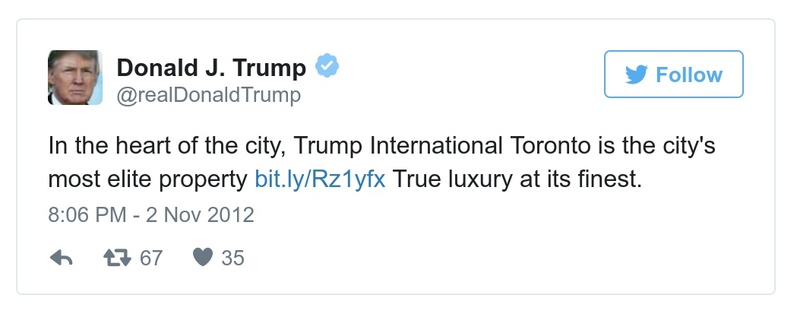 Donald J. Trump
@realDonaldTrump
Follow
In the heart of the city, Trump International Toronto is the city's
most elite property bit.ly/Rz1yfx True luxury at its finest.
8:06 PM - 2 Nov 2012
67 35